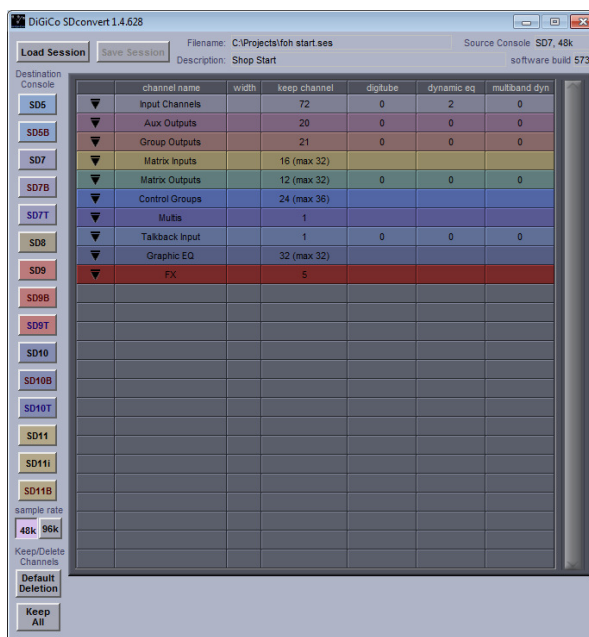 DiGiCo SDconvert 1.4.628
Load Session
Save Session
Filename: C:\Projects\foh start.ses
Source Console SD7, 48k
Description: Shop Start
software build 573
Destination
Console
channel name width keep channel digitube dynamic eq multiband dyn
Input Channels 72 0 2 0
Aux Outputs 20 0 0 0
Group Outputs 21 0 0 0
Matrix Inputs 16 (max 32)
Matrix Outputs 12 (max 32) 0 0 0
Control Groups 24 (max 36)
Multis 1
Talkback Input 1 0 0 0
Graphic EQ 32 (max 32)
FX 5
SD5
SD5B
SD7
SD7B
SD7T
SD8
SD9
SD9B
SD9T
SD10
SD10B
SD10T
SD11
SD11i
SD11B
sample rate
48k 96k
Keep/Delete
Channels
Default
Deletion
Keep
All